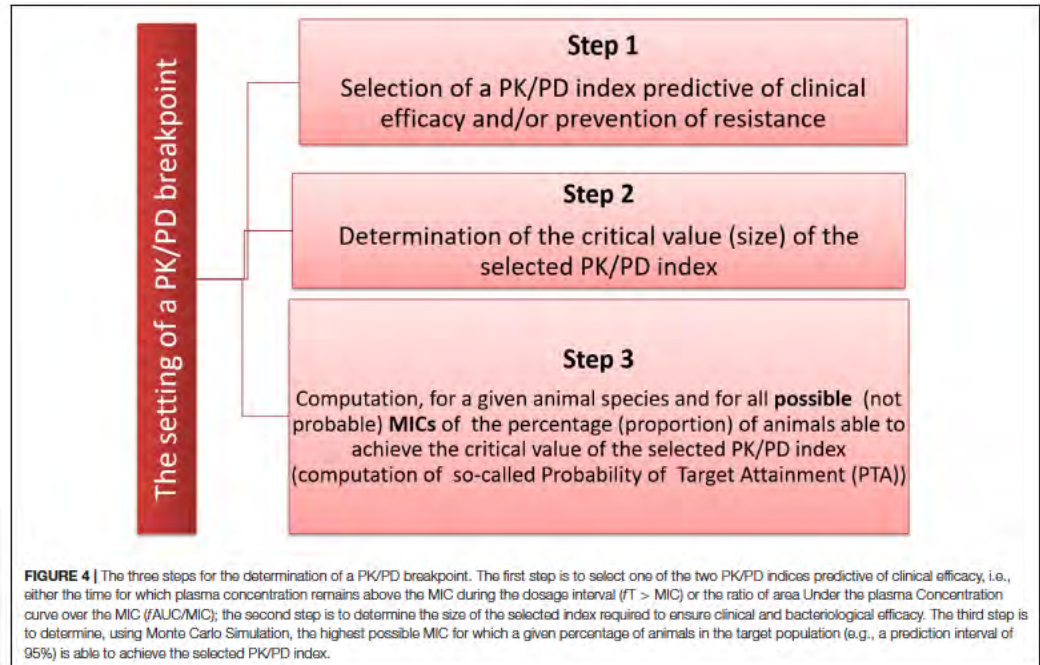 The setting of a PK/PD breakpoint
Step 1
Selection of a PK/PD index predictive of clinical
efficacy and/or prevention of resistance
Step 2
Determination of the critical value (size) of the
selected PK/PD index
Step 3
Computation, for a given animal species and for all possible (not
probable) MICs of the percentage (proportion) of animals able to
achieve the critical value of the selected PK/PD index
(computation of so-called Probability of Target Attainment (PTA))
FIGURE 4 | The three steps for the determination of a PK/PD breakpoint. The first step is to select one of the two PK/PD indices predictive of clinical efficacy, i.e.,
either the time for which plasma concentration remains above the MIC during the dosage interval (fT > MIC) or the ratio of area Under the plasma Concentration
curve over the MIC (fAUC/MIC); the second step is to determine the size of the selected index required to ensure clinical and bacteriological efficacy. The third step is
to determine, using Monte Carlo Simulation, the highest possible MIC for which a given percentage of animals in the target population (e.g., a prediction interval of
95%) is able to achieve the selected PK/PD index.